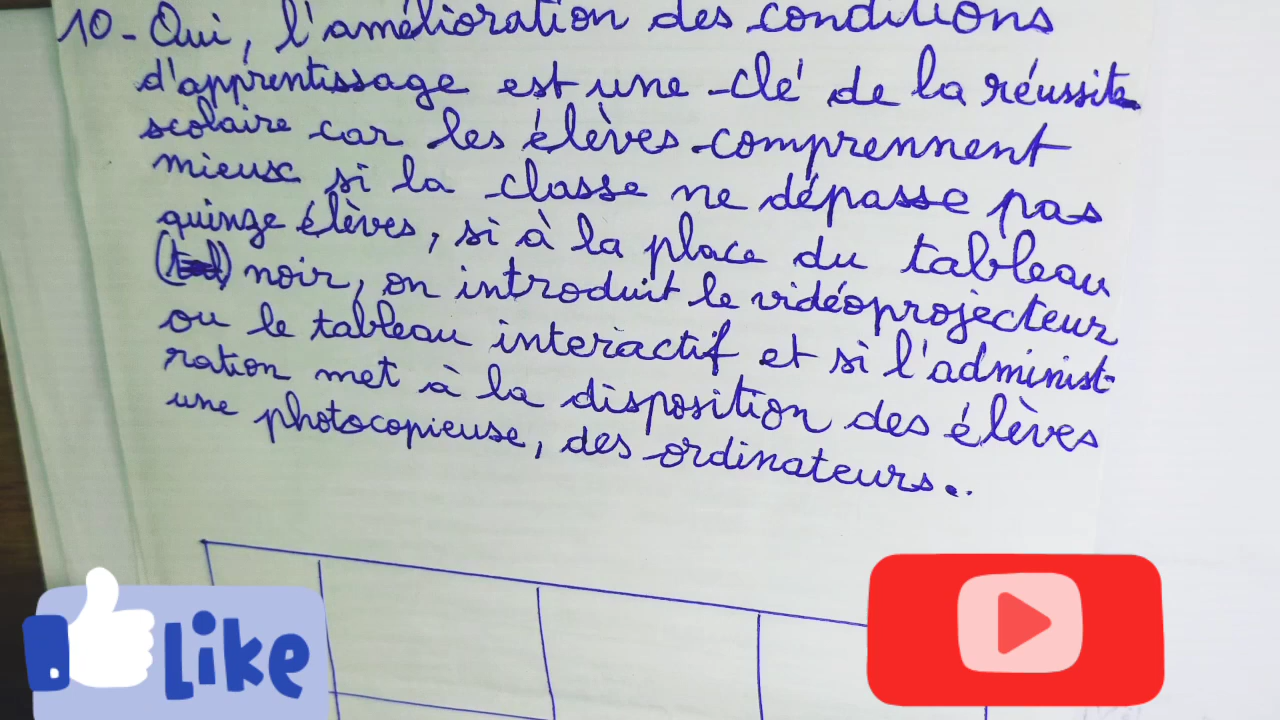 10- Oui, l'amélioration des conditions
d'apprentissage est une clé de la réussite
scolaire car les élèves comprennent
mieux si la classe ne dépasse pas
quinze élèves, si à la place du tableau
noir, on introduit le vidéoprojecteur
ou le tableau interactif et si l'administ-
ration met à la disposition des élèves
une photocopieuse, des ordinateurs..
LIKE